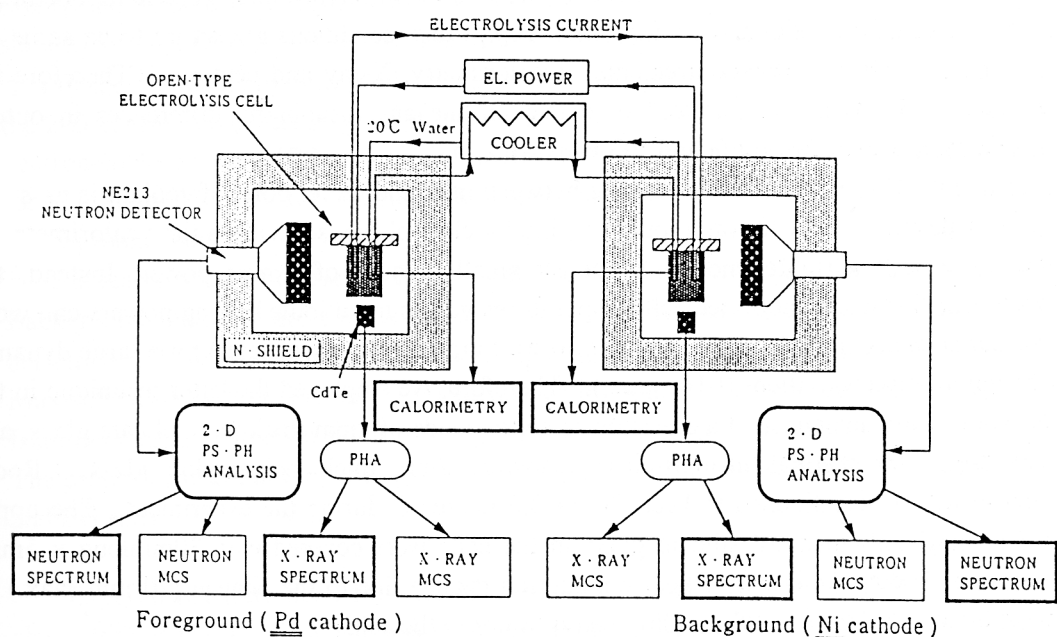 ELECTROLYSIS CURRENT
OPEN-TYPE
ELECTROLYSIS CELL
EL. POWER
20℃ Water
COOLER
NE213
NEUTRON DETECTOR
N · SHIELD
CdTe
CALORIMETRY
CALORIMETRY
2 · D
PS · PH
ANALYSIS
PHA
PHA
2 · D
PS · PH
ANALYSIS
NEUTRON
SPECTRUM
NEUTRON
MCS
X · RAY
SPECTRUM
X · RAY
MCS
X · RAY
MCS
X · RAY
SPECTRUM
NEUTRON
MCS
NEUTRON
SPECTRUM
Foreground ( Pd cathode )
Background ( Ni cathode )